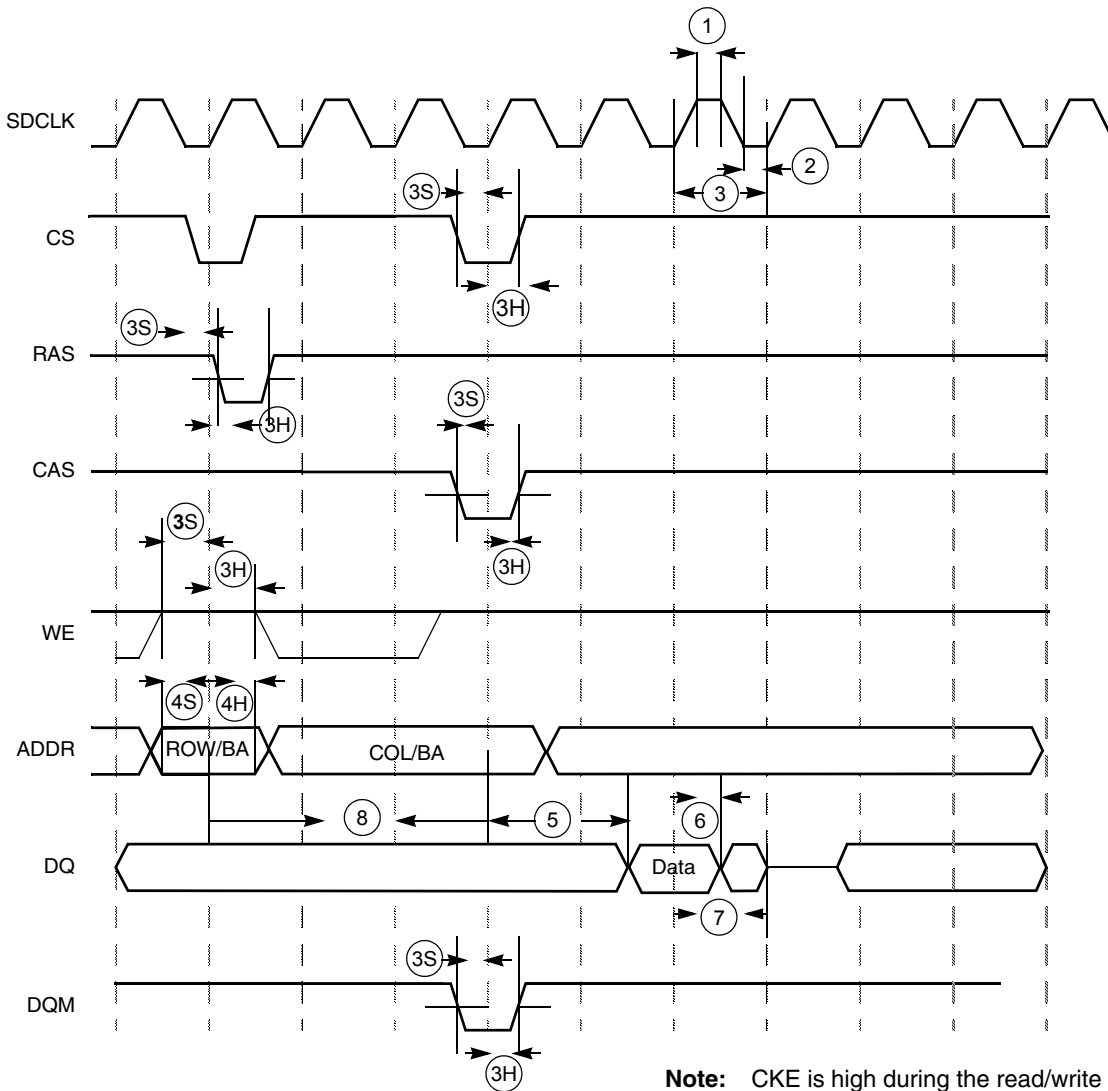 1
SDCLK
2
3S
3
CS
3H
3S
RAS
3H
3S
CAS
3S
3H
3H
WE
4S
4H
ADDR
ROW/BA
COL/BA
8
5
6
DQ
Data
7
3S
DQM
3H
Note: CKE is high during the read/write